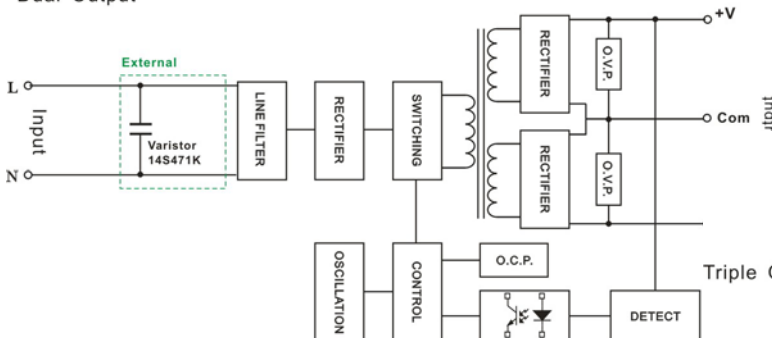 Dual Output
+V
External
L
Input
N
Varistor
14S471K
LINE FILTER
RECTIFIER
SWITCHING
RECTIFIER
O.V.P.
Com
RECTIFIER
O.V.P.
OSCILLATION
CONTROL
O.C.P.
DETECT
Triple